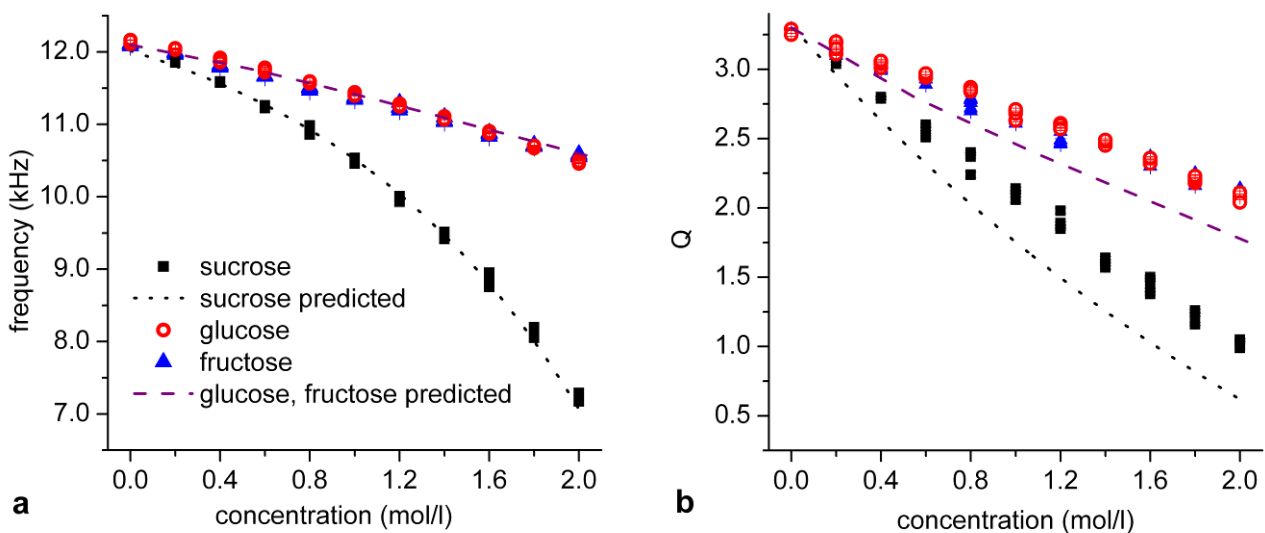 12.0
11.0
10.0
9.0
8.0
7.0
frequency (kHz)
sucrose
sucrose predicted
glucose
fructose
glucose, fructose predicted
0.0 0.4 0.8 1.2 1.6 2.0
concentration (mol/l)
a
3.0
2.5
2.0
1.5
1.0
0.5
Q
0.0 0.4 0.8 1.2 1.6 2.0
concentration (mol/l)
b